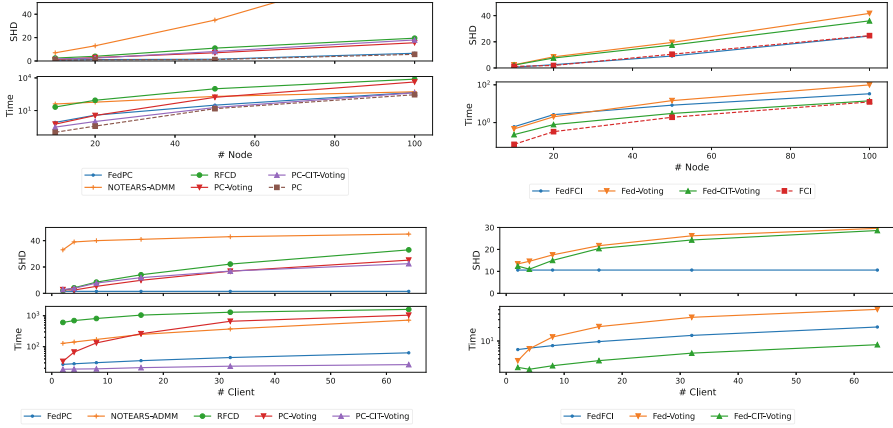 SHD
40
20
0
Time
10^4
10^1
20
40
60
80
100
# Node
FedPC
RFCD
PC-CIT-Voting
NOTEARS-ADMM
PC-Voting
PC
SHD
40
20
0
Time
10^2
10^0
20
40
60
80
100
# Node
FedFCI
Fed-Voting
Fed-CIT-Voting
FCI
SHD
40
20
0
Time
10^3
10^2
0
10
20
30
40
50
60
# Client
FedPC
NOTEARS-ADMM
RFCD
PC-Voting
PC-CIT-Voting
SHD
30
20
10
0
Time
10^1
0
10
20
30
40
50
60
# Client
FedFCI
Fed-Voting
Fed-CIT-Voting